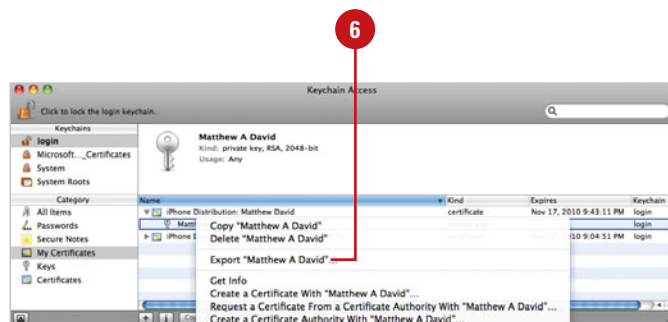 6
Keychain Access
Click to lock the login keychain.
Keychains
login
Microsoft..._Certificates
System
System Roots
Matthew A David
Kind: private key, RSA, 2048-bit
Usage: Any
Category
All Items
Passwords
Secure Notes
My Certificates
Keys
Certificates
Name Kind Expires Keychain
iPhone Distribution: Matthew David certificate Nov 17, 2010 9:43:11 PM login
login
10 9:04:51 PM login
Copy "Matthew A David"
Delete "Matthew A David"
Export "Matthew A David"...
Get Info
Create a Certificate With "Matthew A David"...
Request a Certificate From a Certificate Authority With "Matthew A David"...
Create a Certificate Authority With "Matthew A David"...